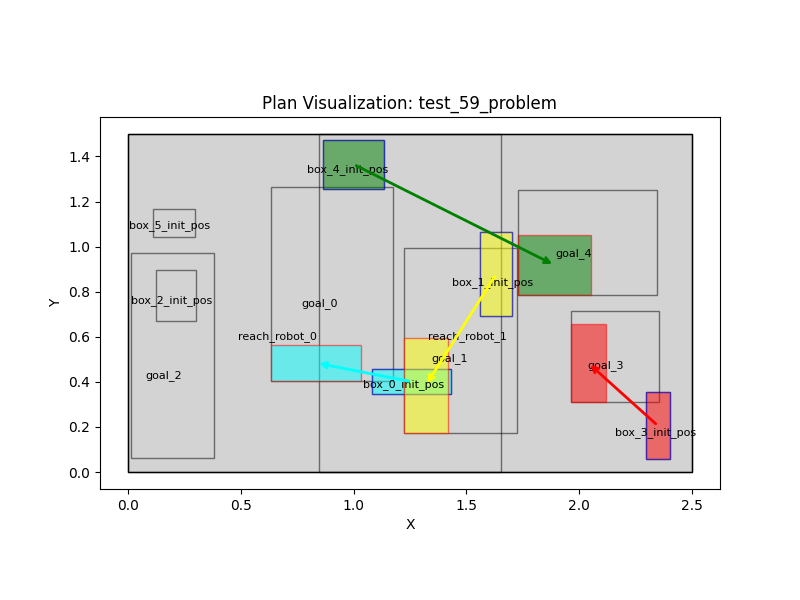 Plan Visualization: test_59_problem
1.4
1.2
1.0
0.8
0.6
0.4
0.2
0.0
Y
box_4_init_pos
box_5_init_pos
goal_4
box_1_init_pos
box_2_init_pos
goal_0
reach_robot_0
reach_robot_1
goal_1
goal_3
goal_2
box_0_init_pos
box_3_init_pos
0.0
0.5
1.0
1.5
2.0
2.5
X